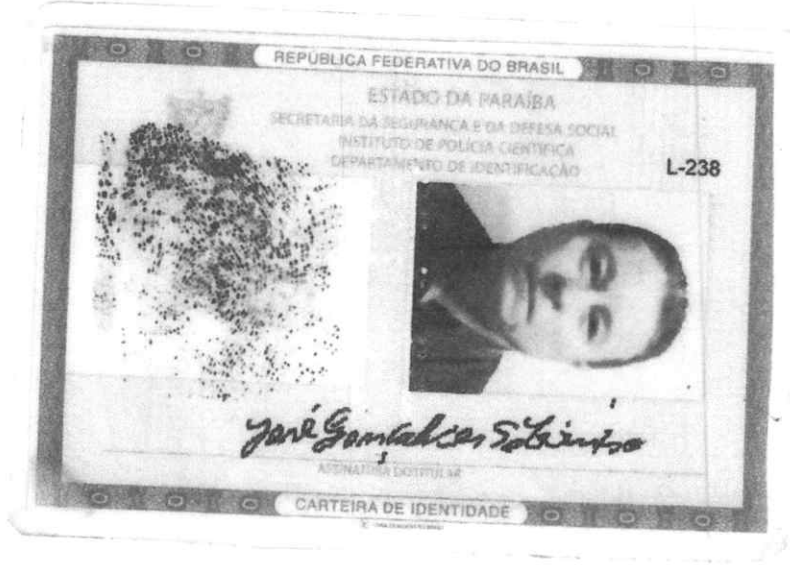 REPÚBLICA FEDERATIVA DO BRASIL
ESTADO DA PARAÍBA
SECRETARIA DA SEGURANÇA E DA DEFESA SOCIAL
INSTITUTO DE POLÍCIA CIENTÍFICA
DEPARTAMENTO DE IDENTIFICAÇÃO
L-238
José Gonçalves Sobrinho
ASSINATURA DO TITULAR
CARTEIRA DE IDENTIDADE